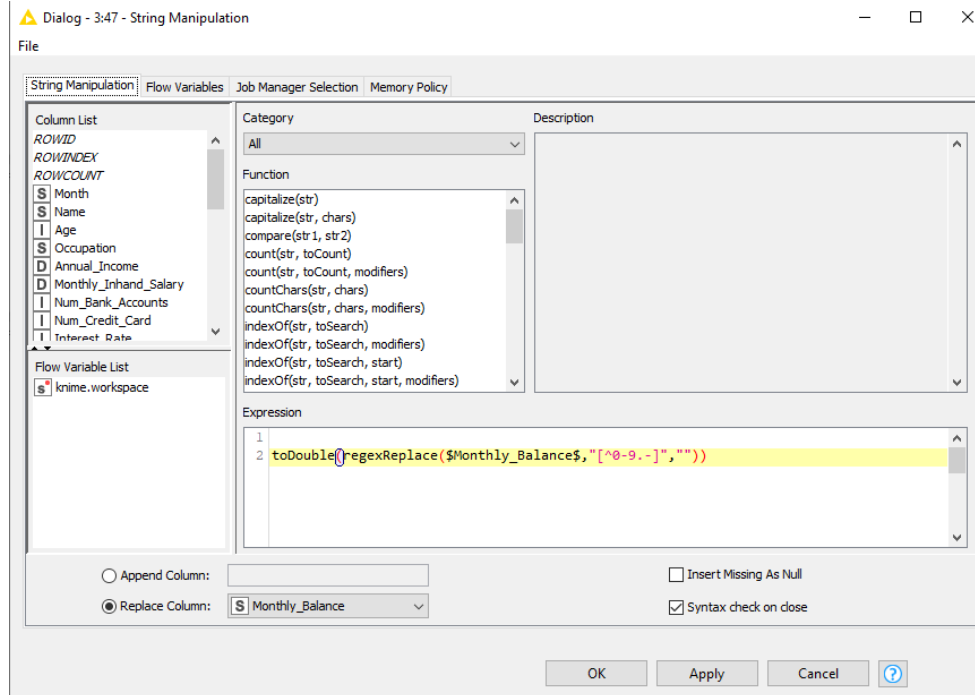 Dialog - 3:47 - String Manipulation
File
String Manipulation Flow Variables Job Manager Selection Memory Policy
Column List
ROWID
ROWINDEX
ROWCOUNT
S Month
S Name
I Age
S Occupation
D Annual_Income
D Monthly_Inhand_Salary
I Num_Bank_Accounts
I Num_Credit_Card
I Interest_Rate
Flow Variable List
s knime.workspace
Category
All
Function
capitalize(str)
capitalize(str, chars)
compare(str1, str2)
count(str, toCount)
count(str, toCount, modifiers)
countChars(str, chars)
countChars(str, chars, modifiers)
indexOf(str, toSearch)
indexOf(str, toSearch, modifiers)
indexOf(str, toSearch, start)
indexOf(str, toSearch, start, modifiers)
Description
Expression
1
2 toDouble(regexReplace($Monthly_Balance$,"[^0-9.-]",""))
Append Column:
Replace Column: S Monthly_Balance
Insert Missing As Null
Syntax check on close
OK Apply Cancel ?